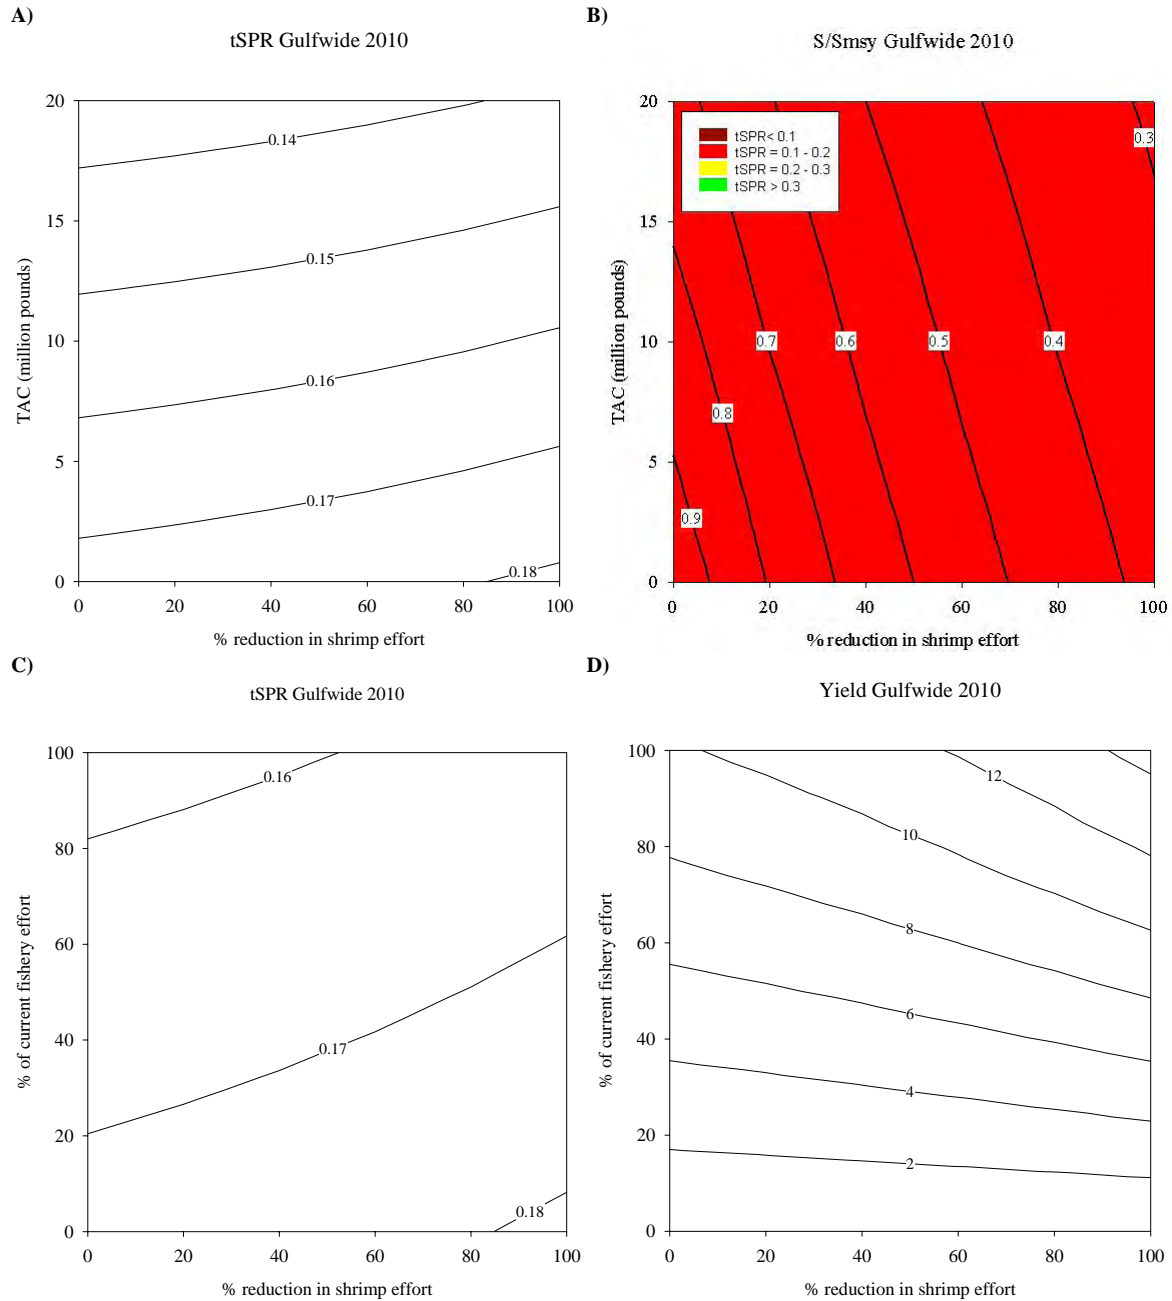 A)
tSPR Gulfwide 2010
TAC (million pounds)
20
15
10
5
0
0.14
0.15
0.16
0.17
0.18
0 20 40 60 80 100
% reduction in shrimp effort
B)
S/Smsy Gulfwide 2010
TAC (million pounds)
20
15
10
5
0
tSPR< 0.1
tSPR = 0.1 - 0.2
tSPR = 0.2 - 0.3
tSPR > 0.3
0.3
0.7
0.6
0.5
0.4
0.8
0.9
0 20 40 60 80 100
% reduction in shrimp effort
C)
tSPR Gulfwide 2010
% of current fishery effort
100
80
60
40
20
0
0.16
0.17
0.18
0 20 40 60 80 100
% reduction in shrimp effort
D)
Yield Gulfwide 2010
% of current fishery effort
100
80
60
40
20
0
12
10
8
6
4
2
0 20 40 60 80 100
% reduction in shrimp effort